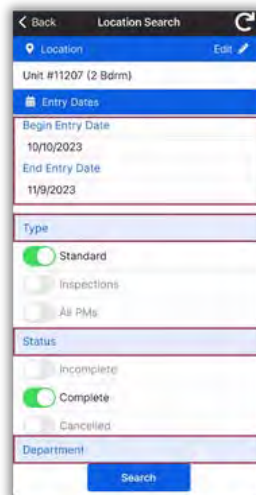 Back Location Search
Location Edit
Unit #11207 (2 Bdrm)
Entry Dates
Begin Entry Date
10/10/2023
End Entry Date
11/9/2023
Type
Standard
Inspections
All PMs
Status
Incomplete
Complete
Cancelled
Department
Search